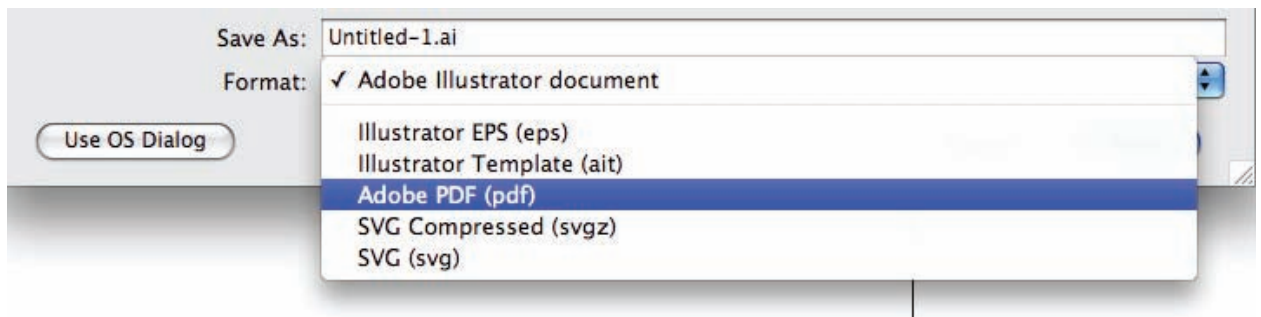 Save As: Untitled-1.ai
Format: ✓ Adobe Illustrator document
Illustrator EPS (eps)
Use OS Dialog
Illustrator Template (ait)
Adobe PDF (pdf)
SVG Compressed (svgz)
SVG (svg)